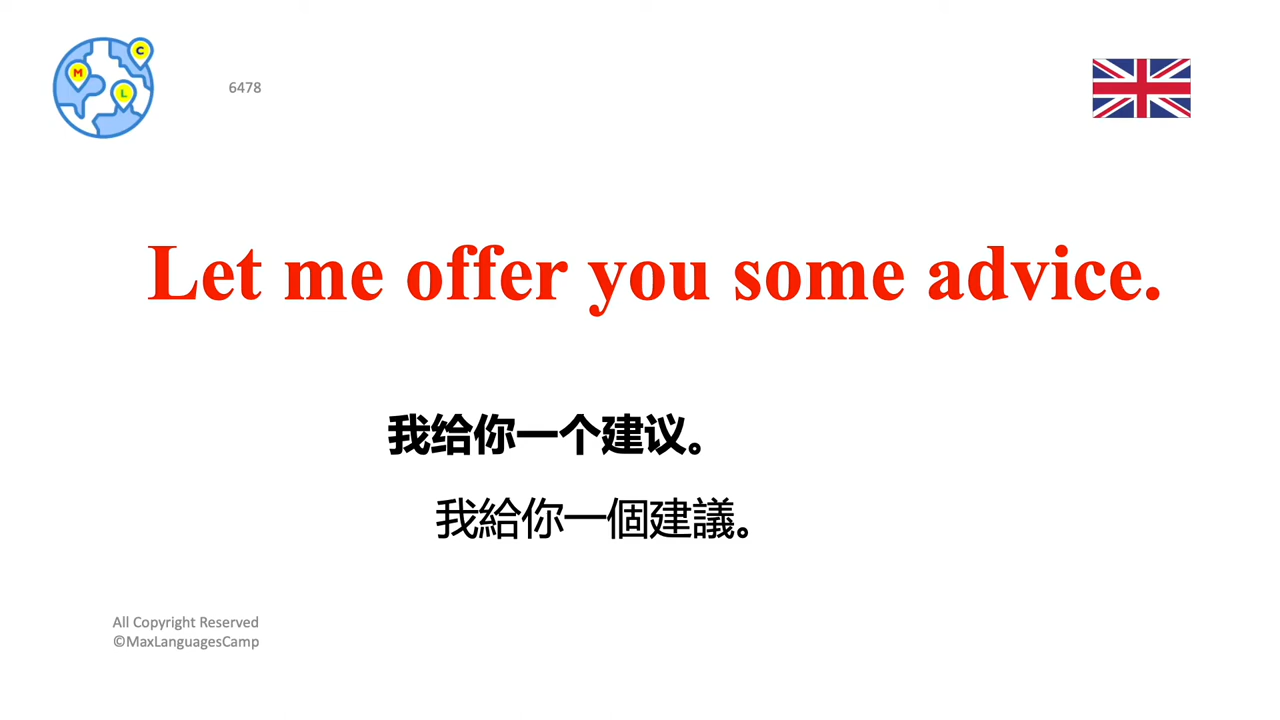 C
M
L
6478
Let me offer you some advice.
我给你一个建议。
我給你一個建議。
All Copyright Reserved
©MaxLanguagesCamp